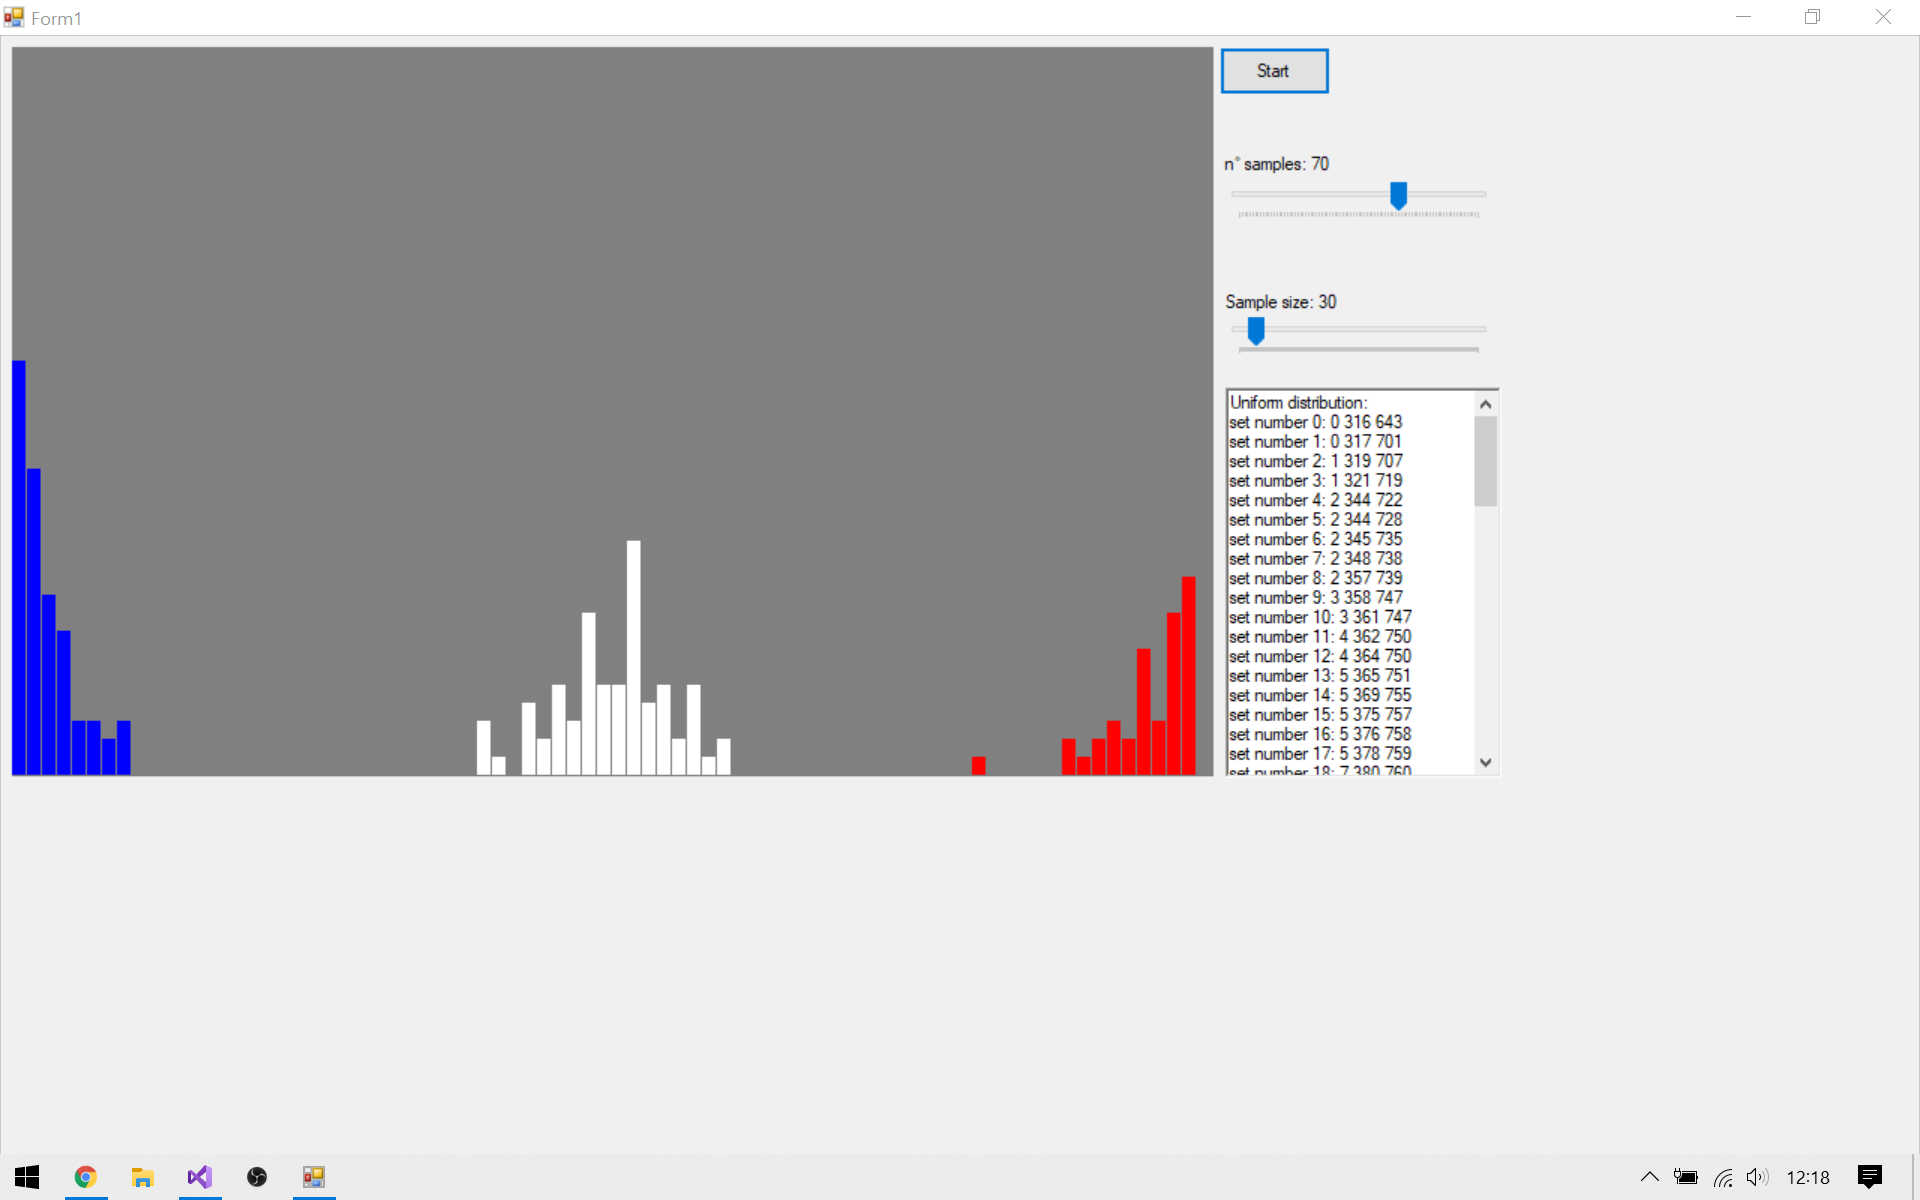 Form1
Start
n° samples: 70
Sample size: 30
Uniform distribution:
set number 0: 0 316 643
set number 1: 0 317 701
set number 2: 1 319 707
set number 3: 1 321 719
set number 4: 2 344 722
set number 5: 2 344 728
set number 6: 2 345 735
set number 7: 2 348 738
set number 8: 2 357 739
set number 9: 3 358 747
set number 10: 3 361 747
set number 11: 4 362 750
set number 12: 4 364 750
set number 13: 5 365 751
set number 14: 5 369 755
set number 15: 5 375 757
set number 16: 5 376 758
set number 17: 5 378 759
set number 18: 7 380 760
12:18